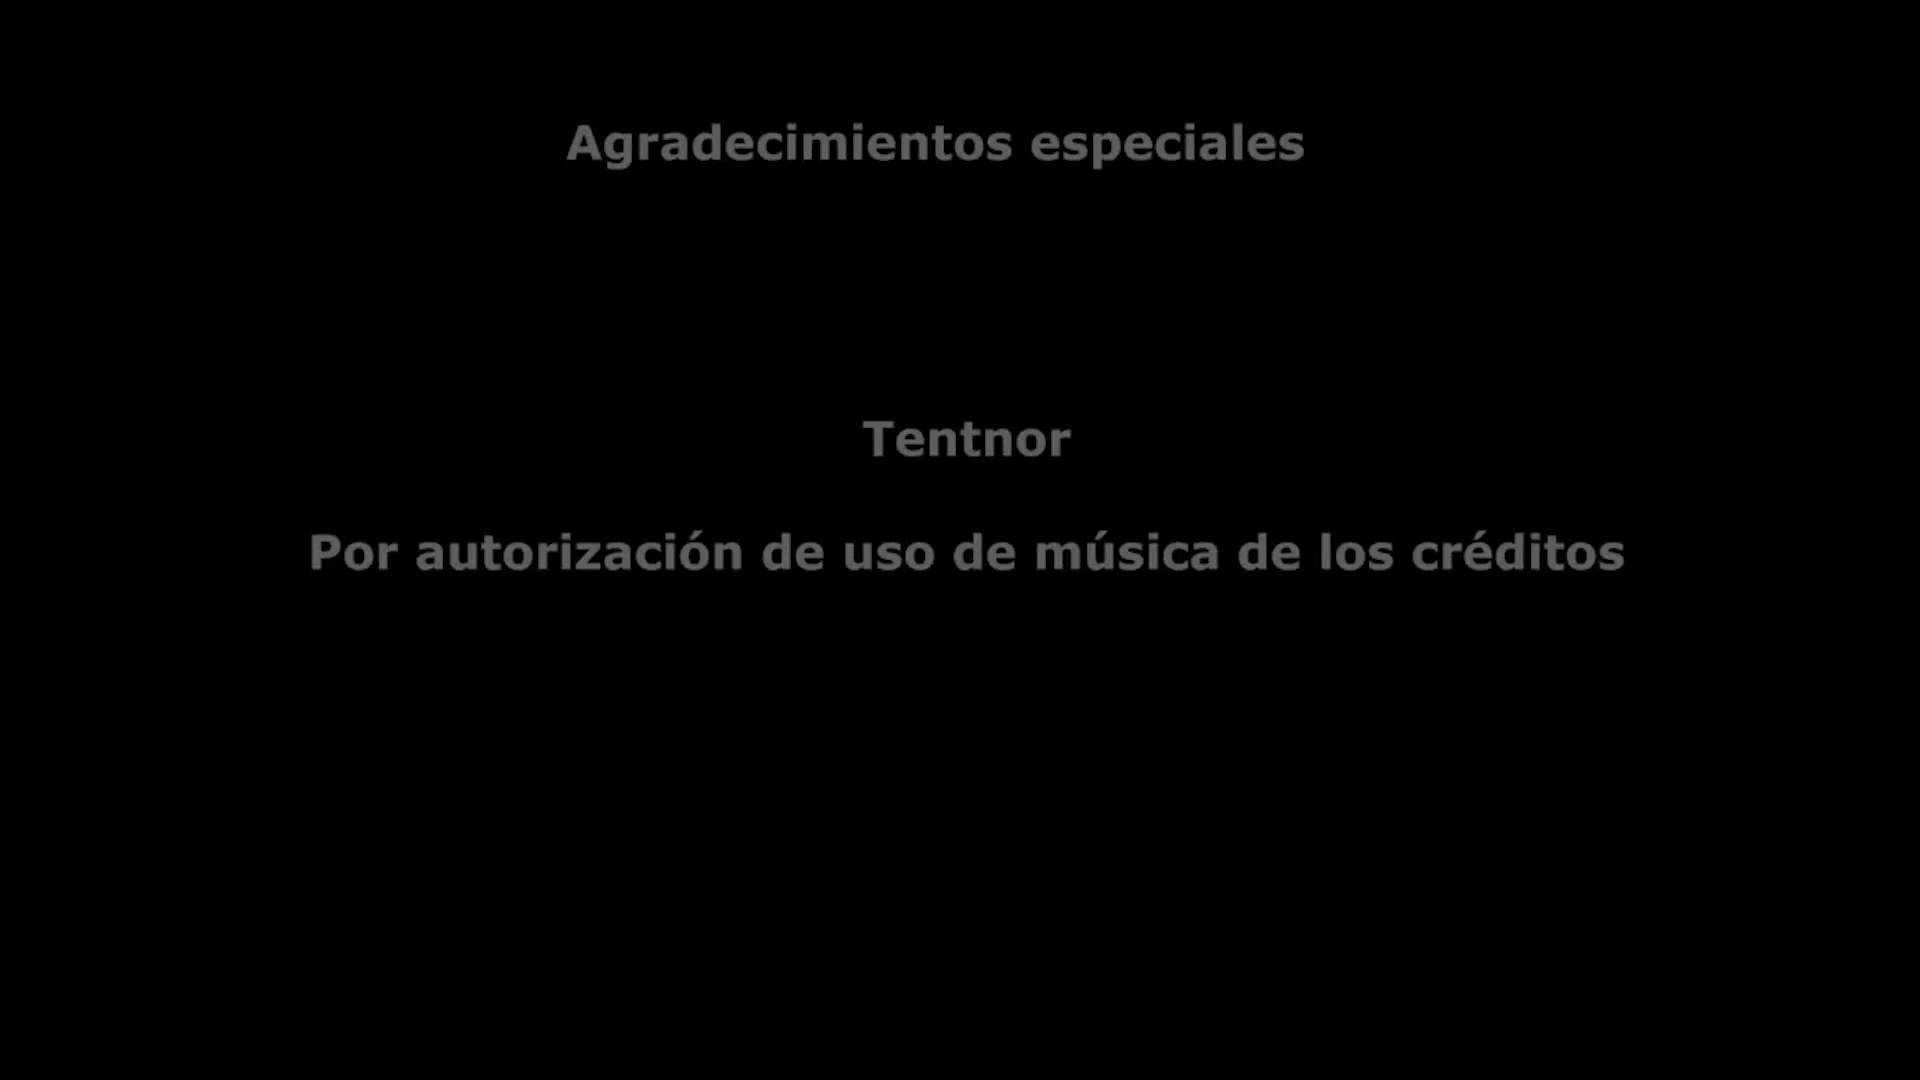 Agradecimientos especiales
Tentnor
Por autorización de uso de música de los créditos